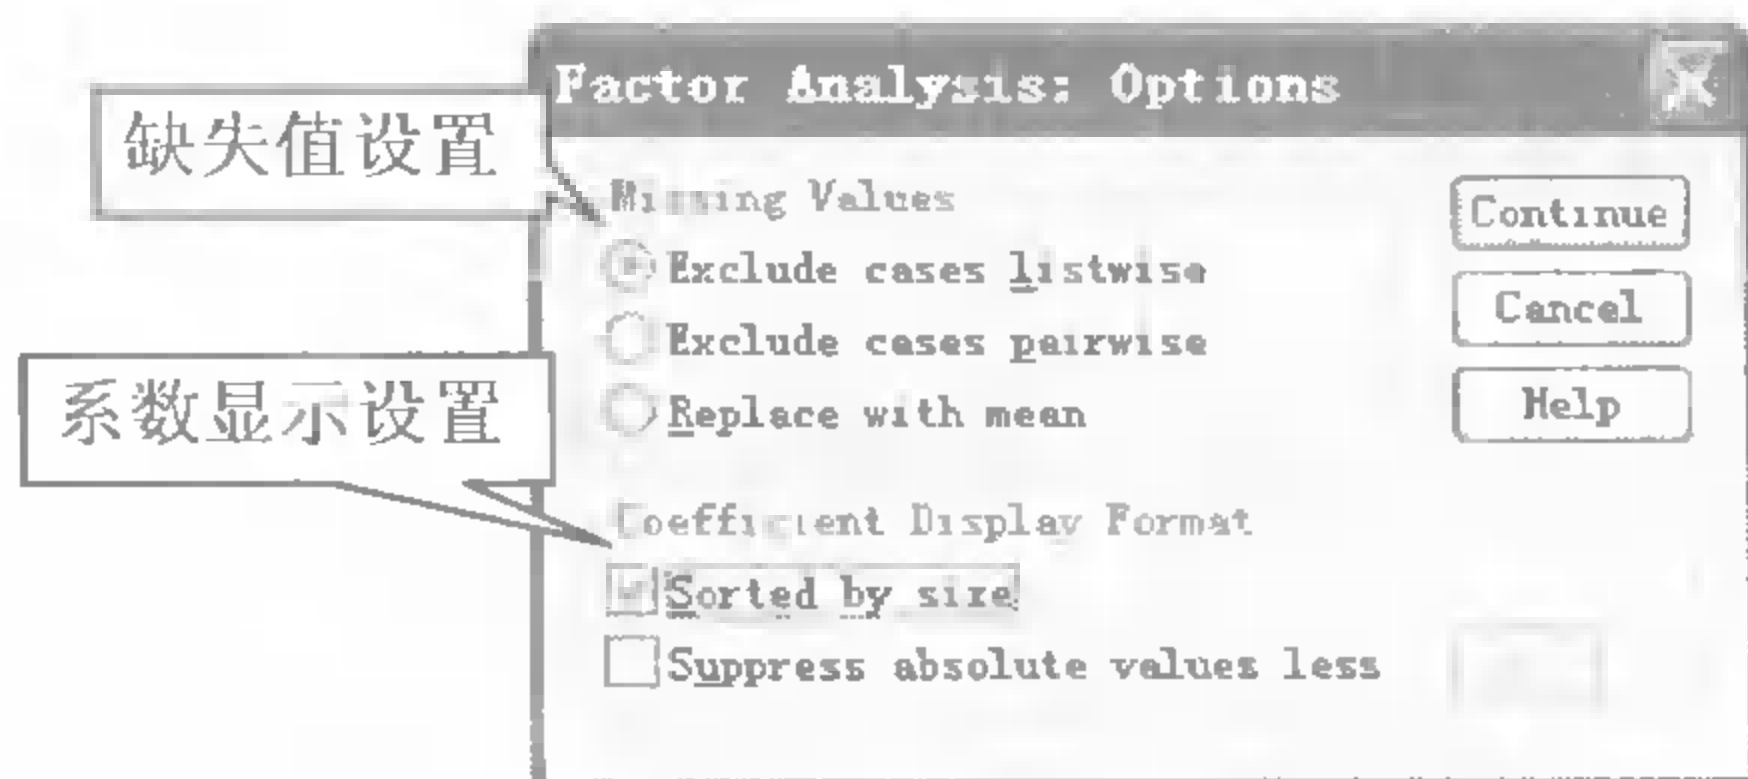 Factor Analysis: Options
缺失值设置
Missing Values
Exclude cases listwise
Exclude cases pairwise
Replace with mean
Continue
Cancel
Help
系数显示设置
Coefficient Display Format
Sorted by size
Suppress absolute values less